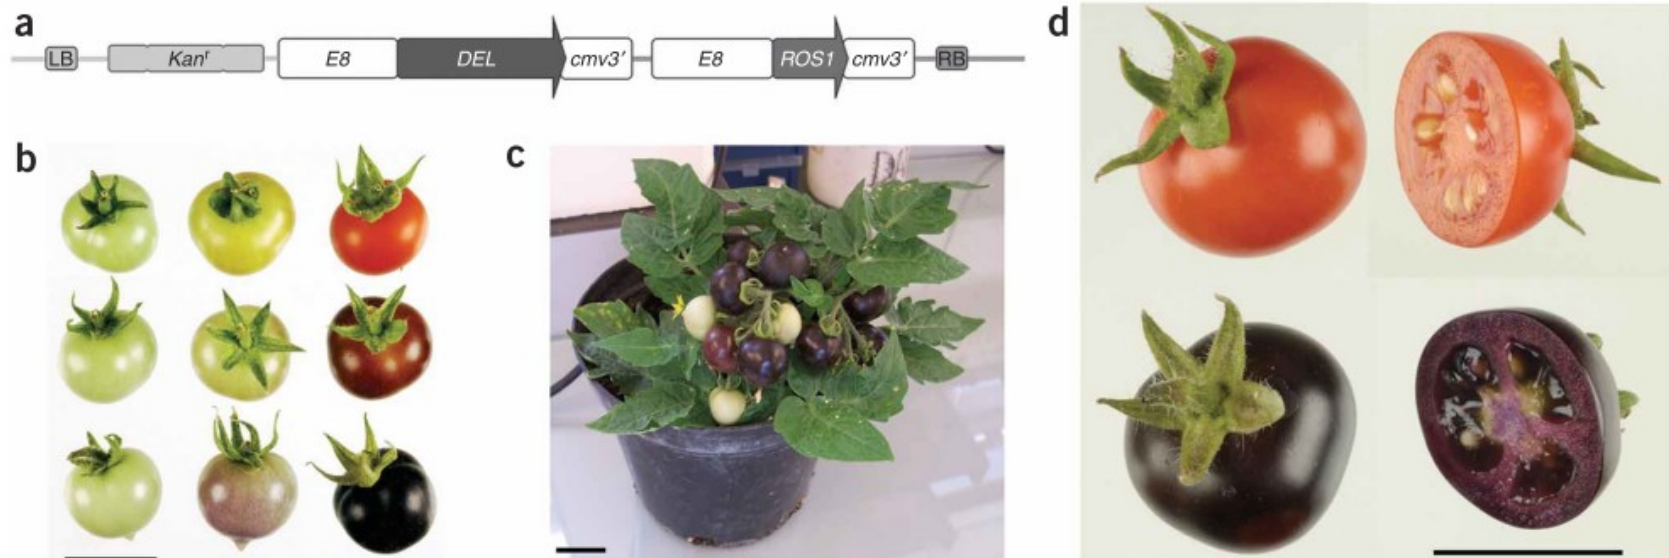 a
LB Kanʳ E8 DEL cmv3′ E8 ROS1 cmv3′ RB
b
c
d